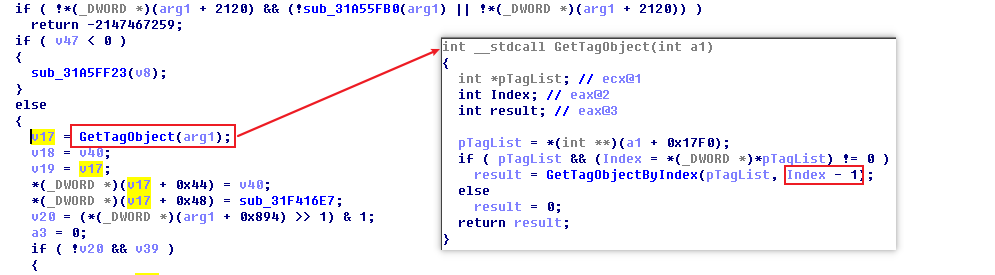 if ( !*(_DWORD *)(arg1 + 2120) && (!sub_31A55FB0(arg1) || !*(_DWORD *)(arg1 + 2120)) )
return -2147467259;
if ( v47 < 0 )
{
sub_31A5FF23(v8);
}
else
{
v17 = GetTagObject(arg1);
v18 = v40;
v19 = v17;
*(_DWORD *)(v17 + 0x44) = v40;
*(_DWORD *)(v17 + 0x48) = sub_31F416E7;
v20 = (*(_DWORD *)(arg1 + 0x894) >> 1) & 1;
a3 = 0;
if ( !v20 && v39 )
{
int __stdcall GetTagObject(int a1)
{
int *pTagList; // ecx@1
int Index; // eax@2
int result; // eax@3
pTagList = *(int **)(a1 + 0x17F0);
if ( pTagList && (Index = *(_DWORD *)*pTagList) != 0 )
result = GetTagObjectByIndex(pTagList, Index - 1);
else
result = 0;
return result;
}